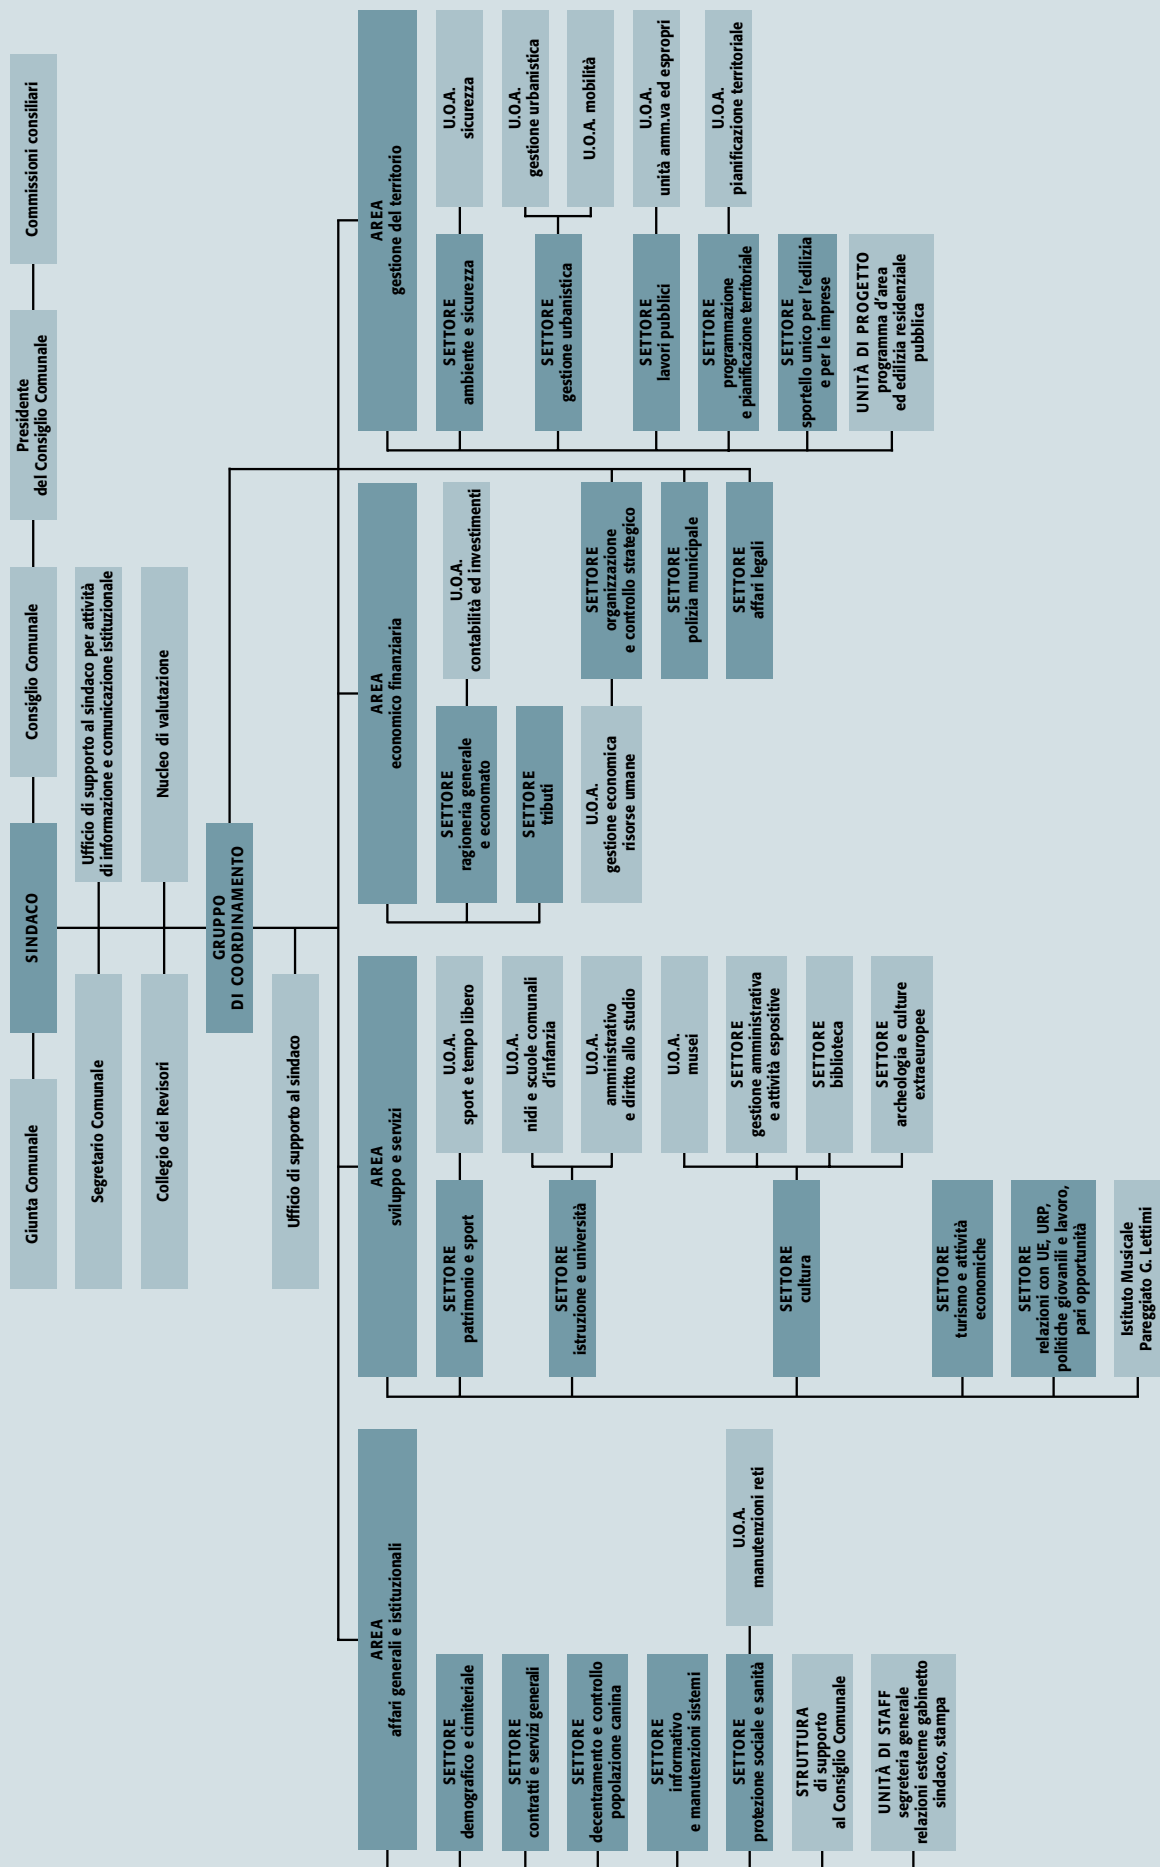 Giunta Comunale
SINDACO
Consiglio Comunale
Presidente
del Consiglio Comunale
Commissioni consiliari
Segretario Comunale
Ufficio di supporto al sindaco per attività
di informazione e comunicazione istituzionale
Collegio dei Revisori
Nucleo di valutazione
GRUPPO
DI COORDINAMENTO
Ufficio di supporto al sindaco
AREA
affari generali e istituzionali
SETTORE
demografico e cimiteriale
SETTORE
contratti e servizi generali
SETTORE
decentramento e controllo
popolazione canina
SETTORE
informativo
e manutenzioni sistemi
SETTORE
protezione sociale e sanità
U.O.A.
manutenzioni reti
STRUTTURA
di supporto
al Consiglio Comunale
UNITÀ DI STAFF
segreteria generale
relazioni esterne gabinetto
sindaco, stampa
AREA
sviluppo e servizi
SETTORE
patrimonio e sport
U.O.A.
sport e tempo libero
SETTORE
istruzione e università
U.O.A.
nidi e scuole comunali
d'infanzia
U.O.A.
amministrativo
e diritto allo studio
SETTORE
cultura
U.O.A.
musei
SETTORE
gestione amministrativa
e attività espositive
SETTORE
biblioteca
SETTORE
archeologia e culture
extraeuropee
SETTORE
turismo e attività
economiche
SETTORE
relazioni con UE, URP,
politiche giovanili e lavoro,
pari opportunità
Istituto Musicale
Pareggiato G. Lettimi
AREA
economico finanziaria
SETTORE
ragioneria generale
e economato
U.O.A.
contabilità ed investimenti
SETTORE
tributi
U.O.A.
gestione economica
risorse umane
SETTORE
organizzazione
e controllo strategico
SETTORE
polizia municipale
SETTORE
affari legali
AREA
gestione del territorio
SETTORE
ambiente e sicurezza
U.O.A.
sicurezza
SETTORE
gestione urbanistica
U.O.A.
gestione urbanistica
U.O.A. mobilità
SETTORE
lavori pubblici
U.O.A.
unità amm.va ed espropri
SETTORE
programmazione
e pianificazione territoriale
U.O.A.
pianificazione territoriale
SETTORE
sportello unico per l'edilizia
e per le imprese
UNITÀ DI PROGETTO
programma d'area
ed edilizia residenziale
pubblica